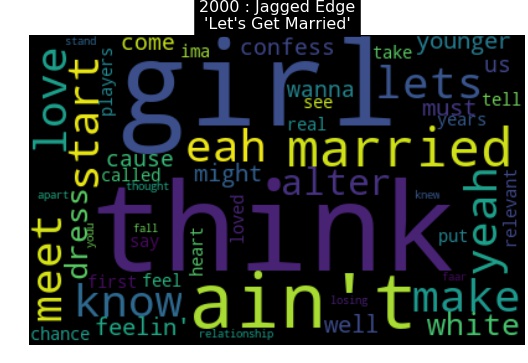 2000 : Jagged Edge
'Let's Get Married'
stand
come
ima
confess
take
younger
us
players
girl
lets
love
start
wanna
see
must
tell
real
years
eah
married
cause
called
might
alter
thought
think
knew
yeah
relevant
apart
dress
youu
meet
fall
say
loved
heart
put
first
feel
losing
faar
know
ain't
make
chance
feelin'
relationship
well
white